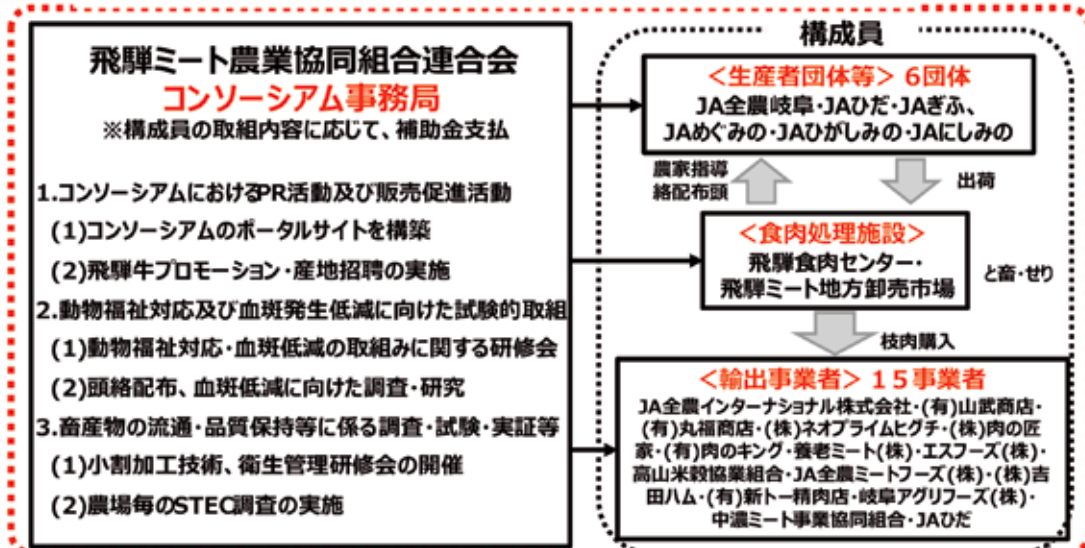 飛騨ミート農業協同組合連合会
コンソーシアム事務局
※構成員の取組内容に応じて、補助金支払
1.コンソーシアムにおけるPR活動及び販売促進活動
(1)コンソーシアムのポータルサイトを構築
(2)飛騨牛プロモーション・産地招聘の実施
2.動物福祉対応及び血斑発生低減に向けた試験的取組
(1)動物福祉対応・血斑低減の取組みに関する研修会
(2)頭絡配布、血斑低減に向けた調査・研究
3.畜産物の流通・品質保持等に係る調査・試験・実証等
(1)小割加工技術、衛生管理研修会の開催
(2)農場毎のSTEC調査の実施
構成員
＜生産者団体等＞6団体
JA全農岐阜・JAひだ・JAぎふ、
JAめぐみの・JAひがしみの・JAにしみの
農家指導
絡配布頭
出荷
＜食肉処理施設＞
飛騨食肉センター・
飛騨ミート地方卸売市場
と畜・せり
枝肉購入
＜輸出事業者＞15事業者
JA全農インターナショナル株式会社・(有)山武商店・
(有)丸福商店・(株)ネオプライムヒグチ・(株)肉の匠
家・(有)肉のキング・養老ミート(株)・エスフーズ(株)・
高山米穀協業組合・JA全農ミートフーズ(株)・(株)吉
田ハム・(有)新トー精肉店・岐阜アグリフーズ(株)・
中濃ミート事業協同組合・JAひだ